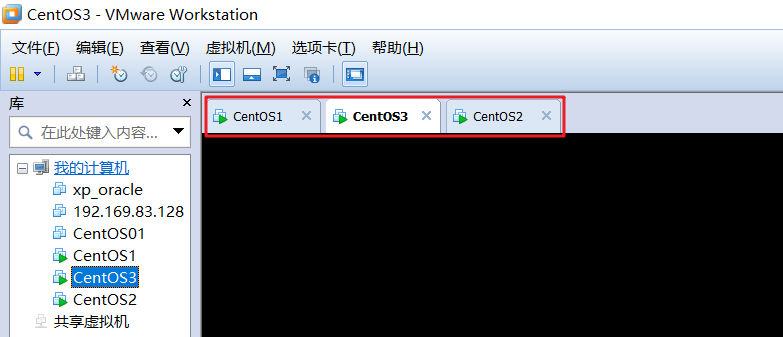 CentOS3 - VMware Workstation
文件(F) 编辑(E) 查看(V) 虚拟机(M) 选项卡(T) 帮助(H)
库
CentOS1 CentOS3 CentOS2
在此处键入内容...
我的计算机
xp_oracle
192.169.83.128
CentOS01
CentOS1
CentOS3
CentOS2
共享虚拟机